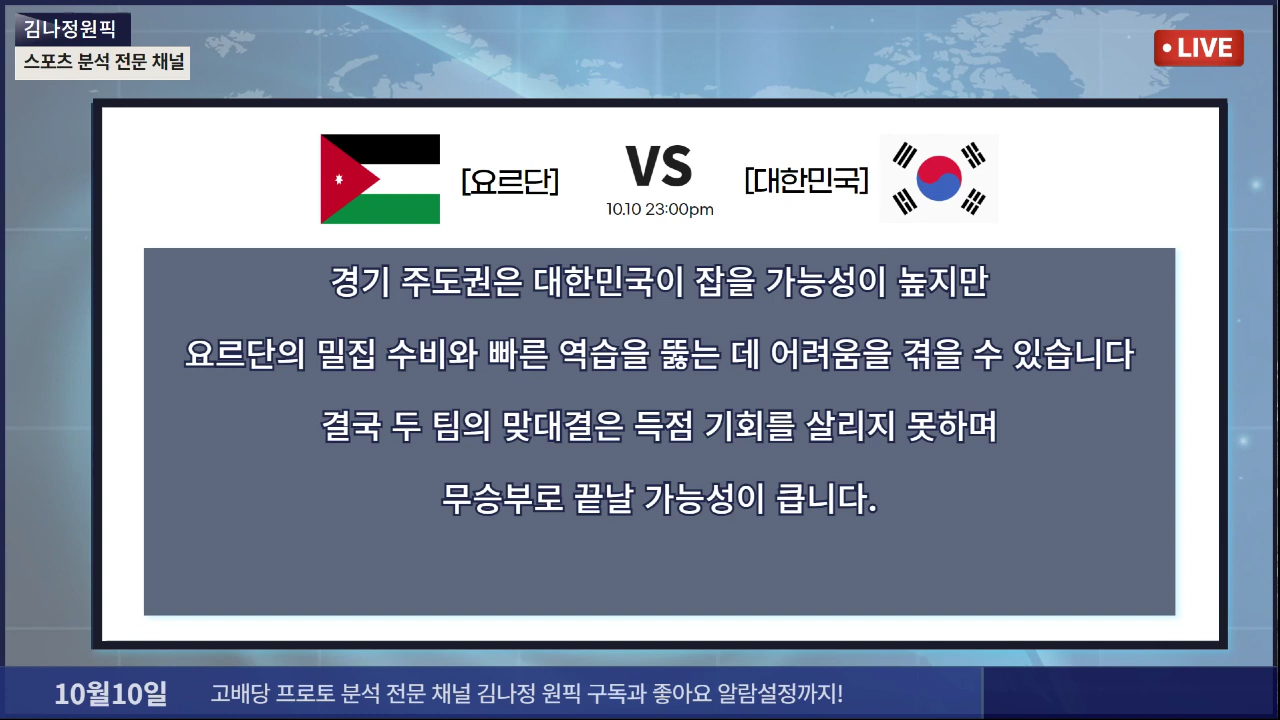 김나정원픽
스포츠 분석 전문 채널
• LIVE
[요르단]
VS
10.10 23:00pm
[대한민국]
경기 주도권은 대한민국이 잡을 가능성이 높지만
요르단의 밀집 수비와 빠른 역습을 뚫는 데 어려움을 겪을 수 있습니다
결국 두 팀의 맞대결은 득점 기회를 살리지 못하며
무승부로 끝날 가능성이 큽니다.
10월10일
고배당 프로토 분석 전문 채널 김나정 원픽 구독과 좋아요 알람설정까지!